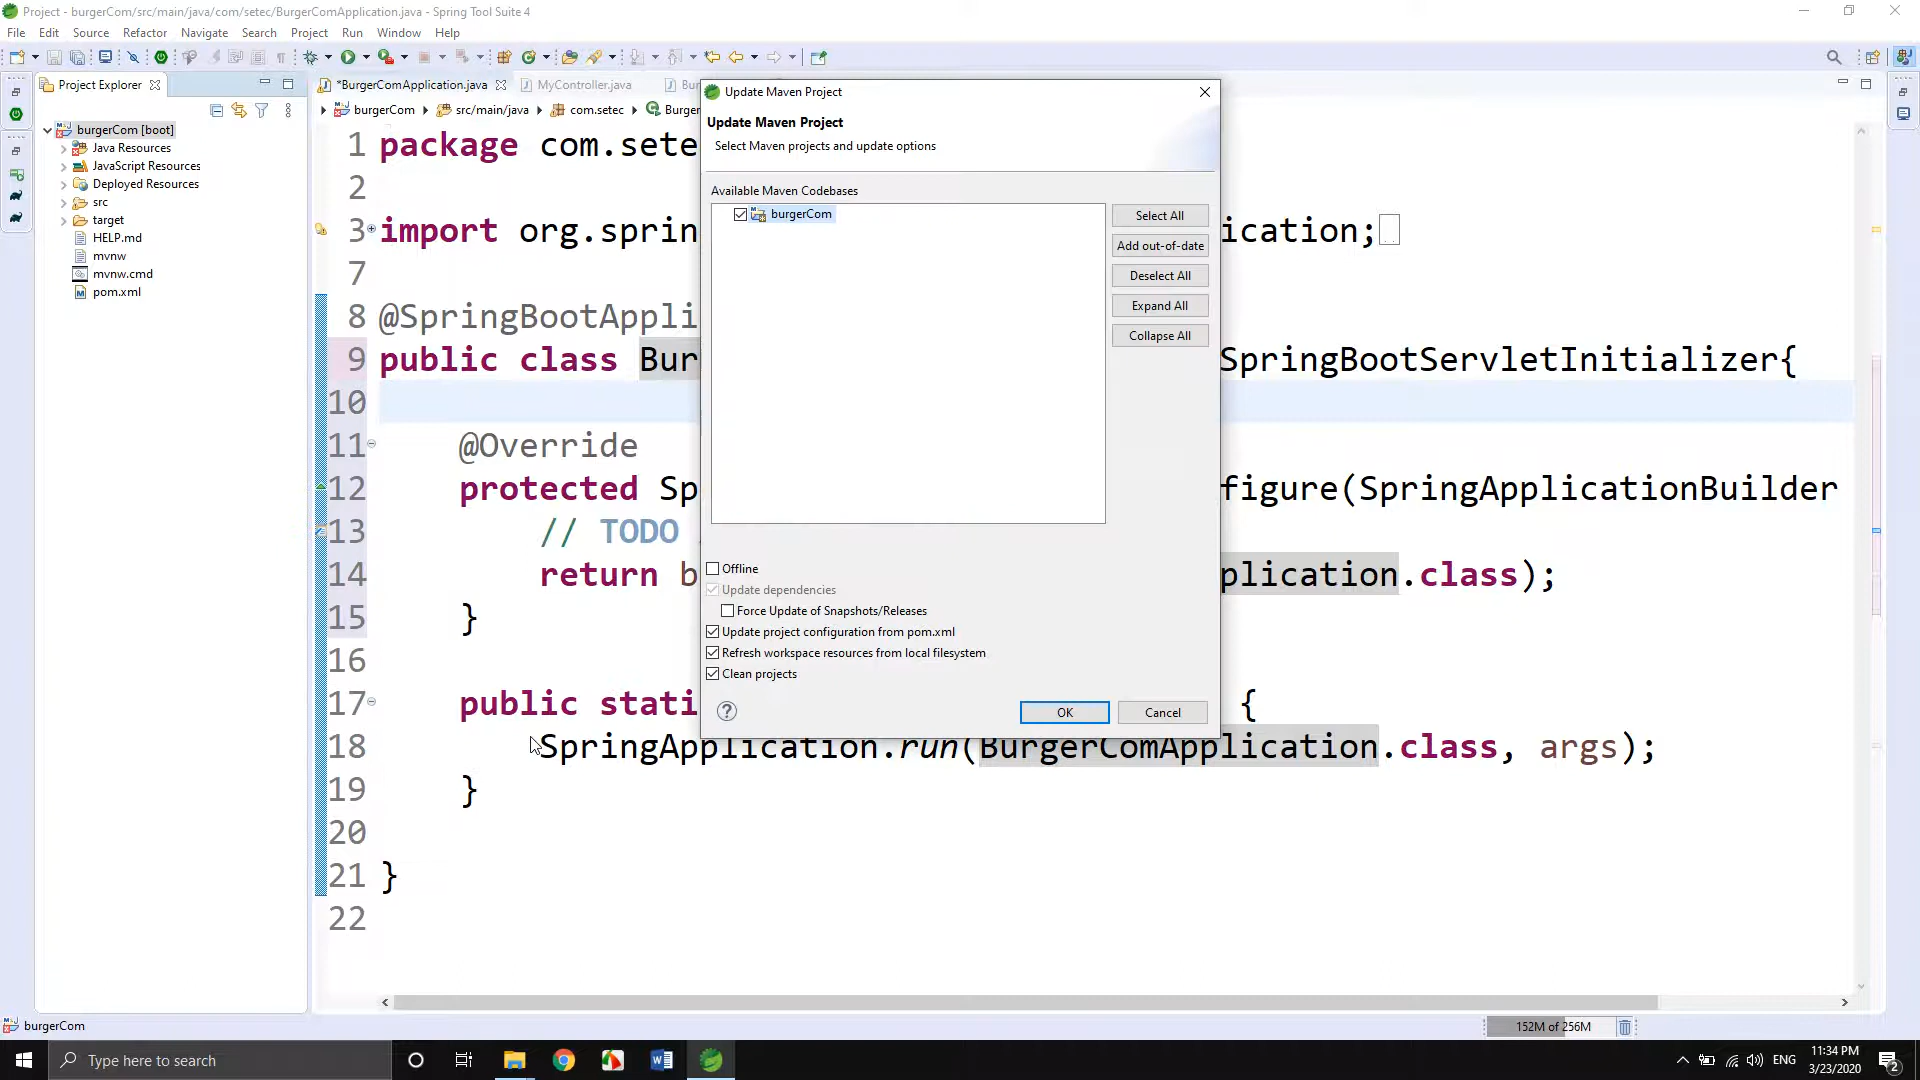 Project - burgerCom/src/main/java/com/setec/BurgerComApplication.java - Spring Tool Suite 4
File Edit Source Refactor Navigate Search Project Run Window Help
Project Explorer
*BurgerComApplication.java MyController.java Bu
burgerCom src/main/java com.setec Burger
burgerCom [boot]
Java Resources
JavaScript Resources
Deployed Resources
src
target
HELP.md
mvnw
mvnw.cmd
pom.xml
1 package com.sete
2
3 import org.sprin ication;
7
8 @SpringBootAppli
9 public class Bur SpringBootServletInitializer{
10
11 @Override
12 protected Sp figure(SpringApplicationBuilder
13 // TODO
14 return b plication.class);
15 }
16
17 public stati {
18 SpringApplication.run(BurgerComApplication.class, args);
19 }
20
21 }
22
Update Maven Project
Update Maven Project
Select Maven projects and update options
Available Maven Codebases
burgerCom
Select All
Add out-of-date
Deselect All
Expand All
Collapse All
Offline
Update dependencies
Force Update of Snapshots/Releases
Update project configuration from pom.xml
Refresh workspace resources from local filesystem
Clean projects
OK Cancel
burgerCom
152M of 256M
Type here to search
ENG
11:34 PM
3/23/2020
2